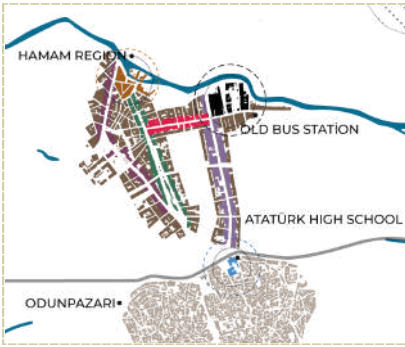 HAMAM REGION
OLD BUS STATİON
ATATÜRK HIGH SCHOOL
ODUNPAZARI